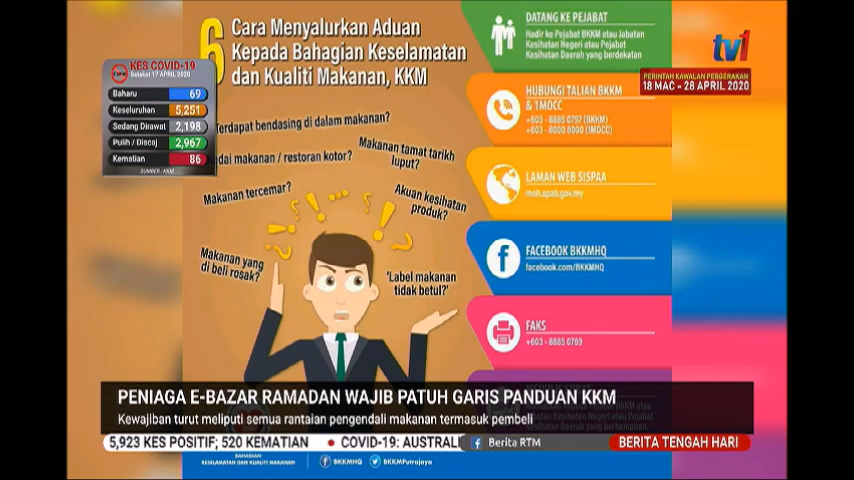 6
Cara Menyalurkan Aduan
Kepada Bahagian Keselamatan
dan Kualiti Makanan, KKM
DATANG KE PEJABAT
Hadir ke Pejabat BKKM atau Jabatan
Kesihatan Negeri atau Pejabat
Kesihatan Daerah yang berdekatan
tv1
PERINTAH KAWALAN PERGERAKAN
18 MAC - 28 APRIL 2020
KES COVID-19
Setakat 17 APRIL 2020
Baharu 69
Keseluruhan 5,251
Sedang Dirawat 2,198
Pulih / Discaj 2,967
Kematian 86
SUMBER : KKM
HUBUNGI TALIAN BKKM
& 1MOCC
+603 - 8885 0797 (BKKM)
+603 - 8000 8000 (1MOCC)
Terdapat bendasing di dalam makanan?
makanan / restoran kotor?
Makanan tamat tarikh
luput?
Makanan tercemar?
Akuan kesihatan
produk?
LAMAN WEB SISPAA
moh.spab.gov.my
Makanan yang
di beli rosak?
'Label makanan
tidak betul?'
FACEBOOK BKKMHQ
facebook.com/BKKMHQ
FAKS
+603 - 8885 0769
PENIAGA E-BAZAR RAMADAN WAJIB PATUH GARIS PANDUAN KKM
Kewajiban turut meliputi semua rantaian pengendali makanan termasuk pembeli
5,923 KES POSITIF; 520 KEMATIAN • COVID-19: AUSTRALI
Berita RTM
BERITA TENGAH HARI
BAHAGIAN
KESELAMATAN DAN KUALITI MAKANAN
BKKMHQ
BKKMPutrajaya